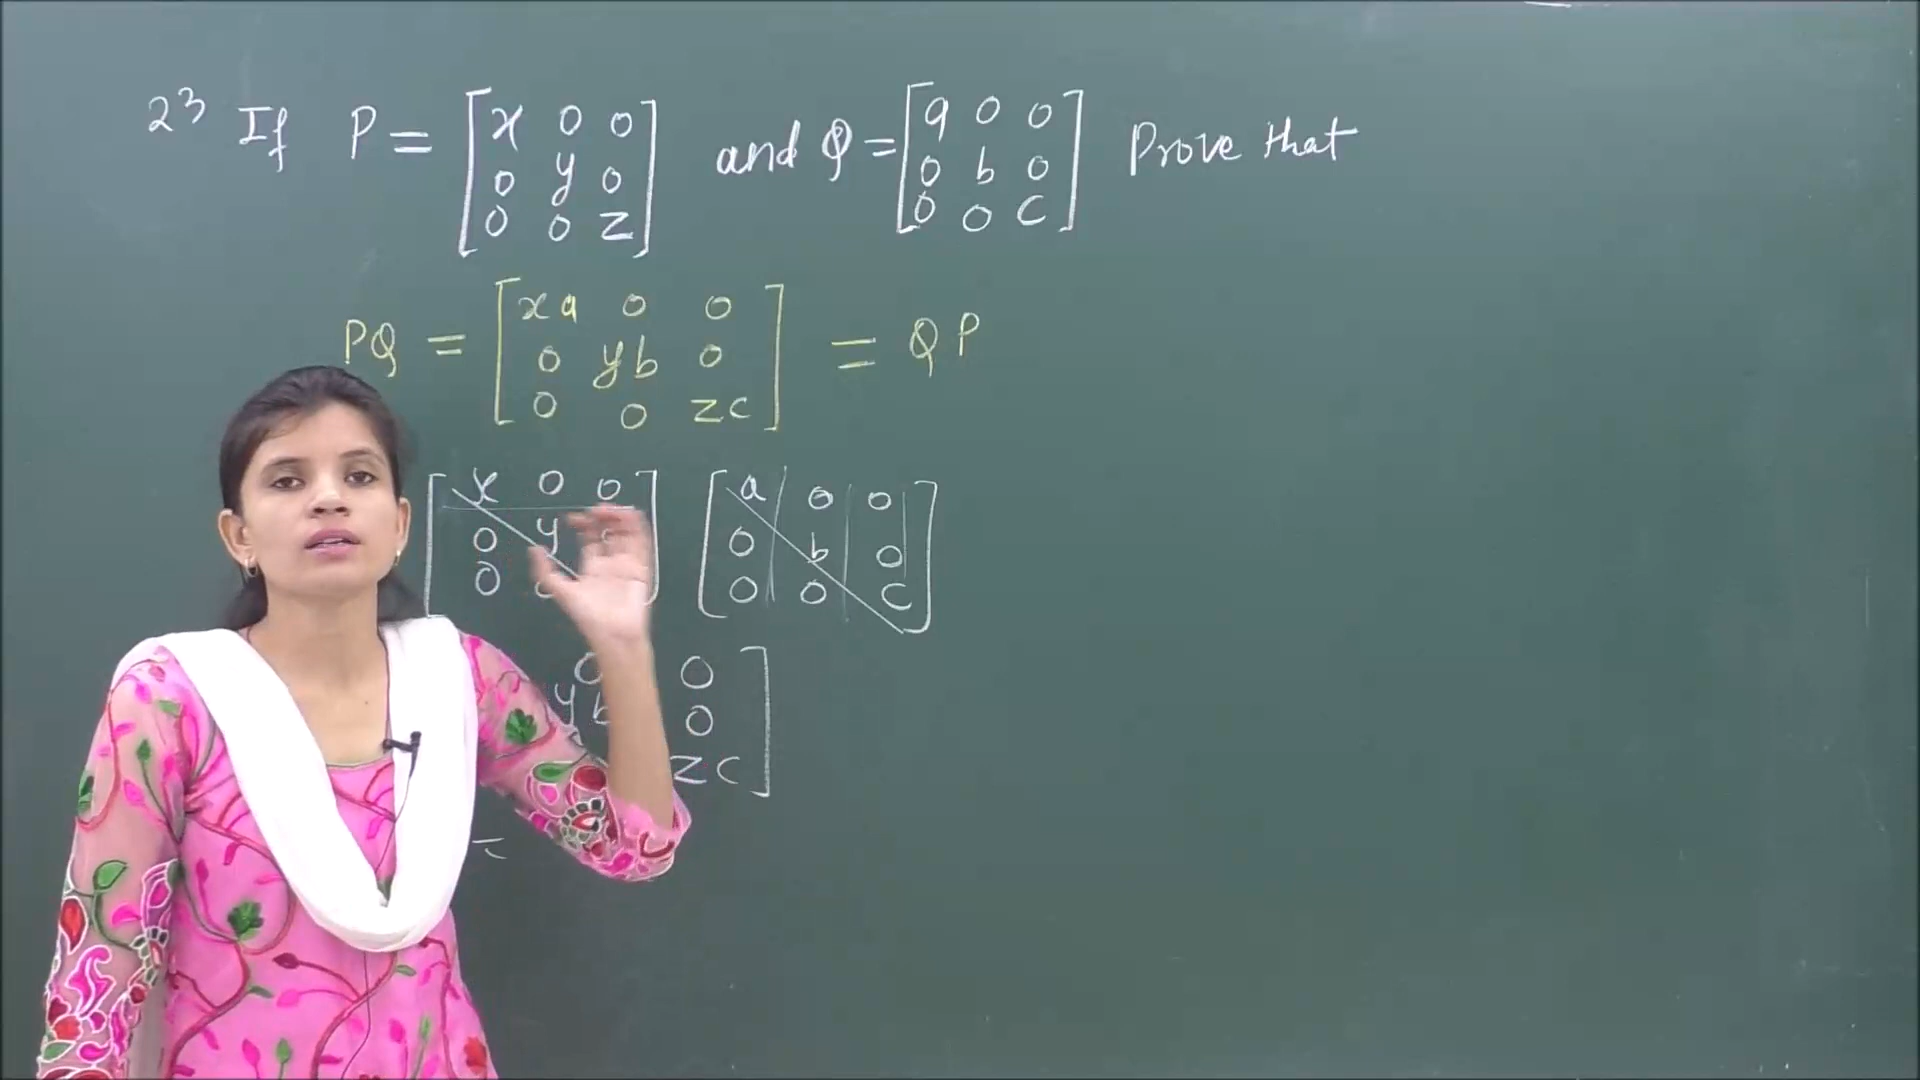 23 If P = [ x 0 0 ] and Q = [ a 0 0 ] Prove that
0 y 0 0 b 0
0 0 z 0 0 c
PQ = [ xa 0 0 ] = QP
0 yb 0
0 0 zc
[ x 0 0 ] [ a 0 0 ]
0 y 0 b 0
0 0 0 c
0 0 ]
yb 0
zc
=